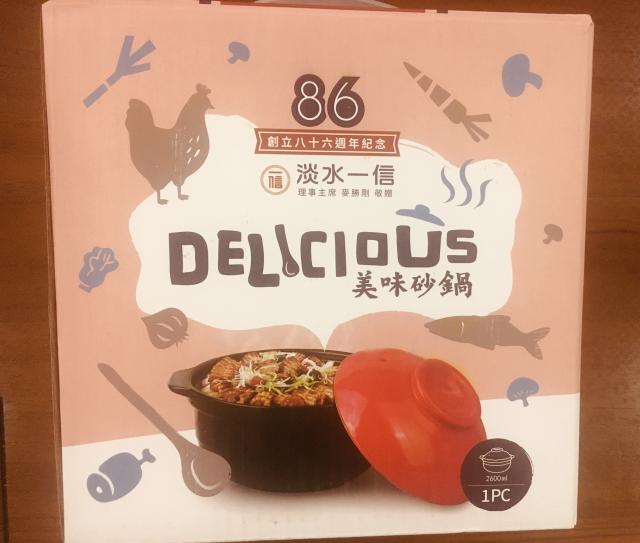 86
創立八十六週年紀念
信 淡水一信
理事主席 麥勝剛 敬贈
DELICIOUS
美味砂鍋
2600ml
1PC